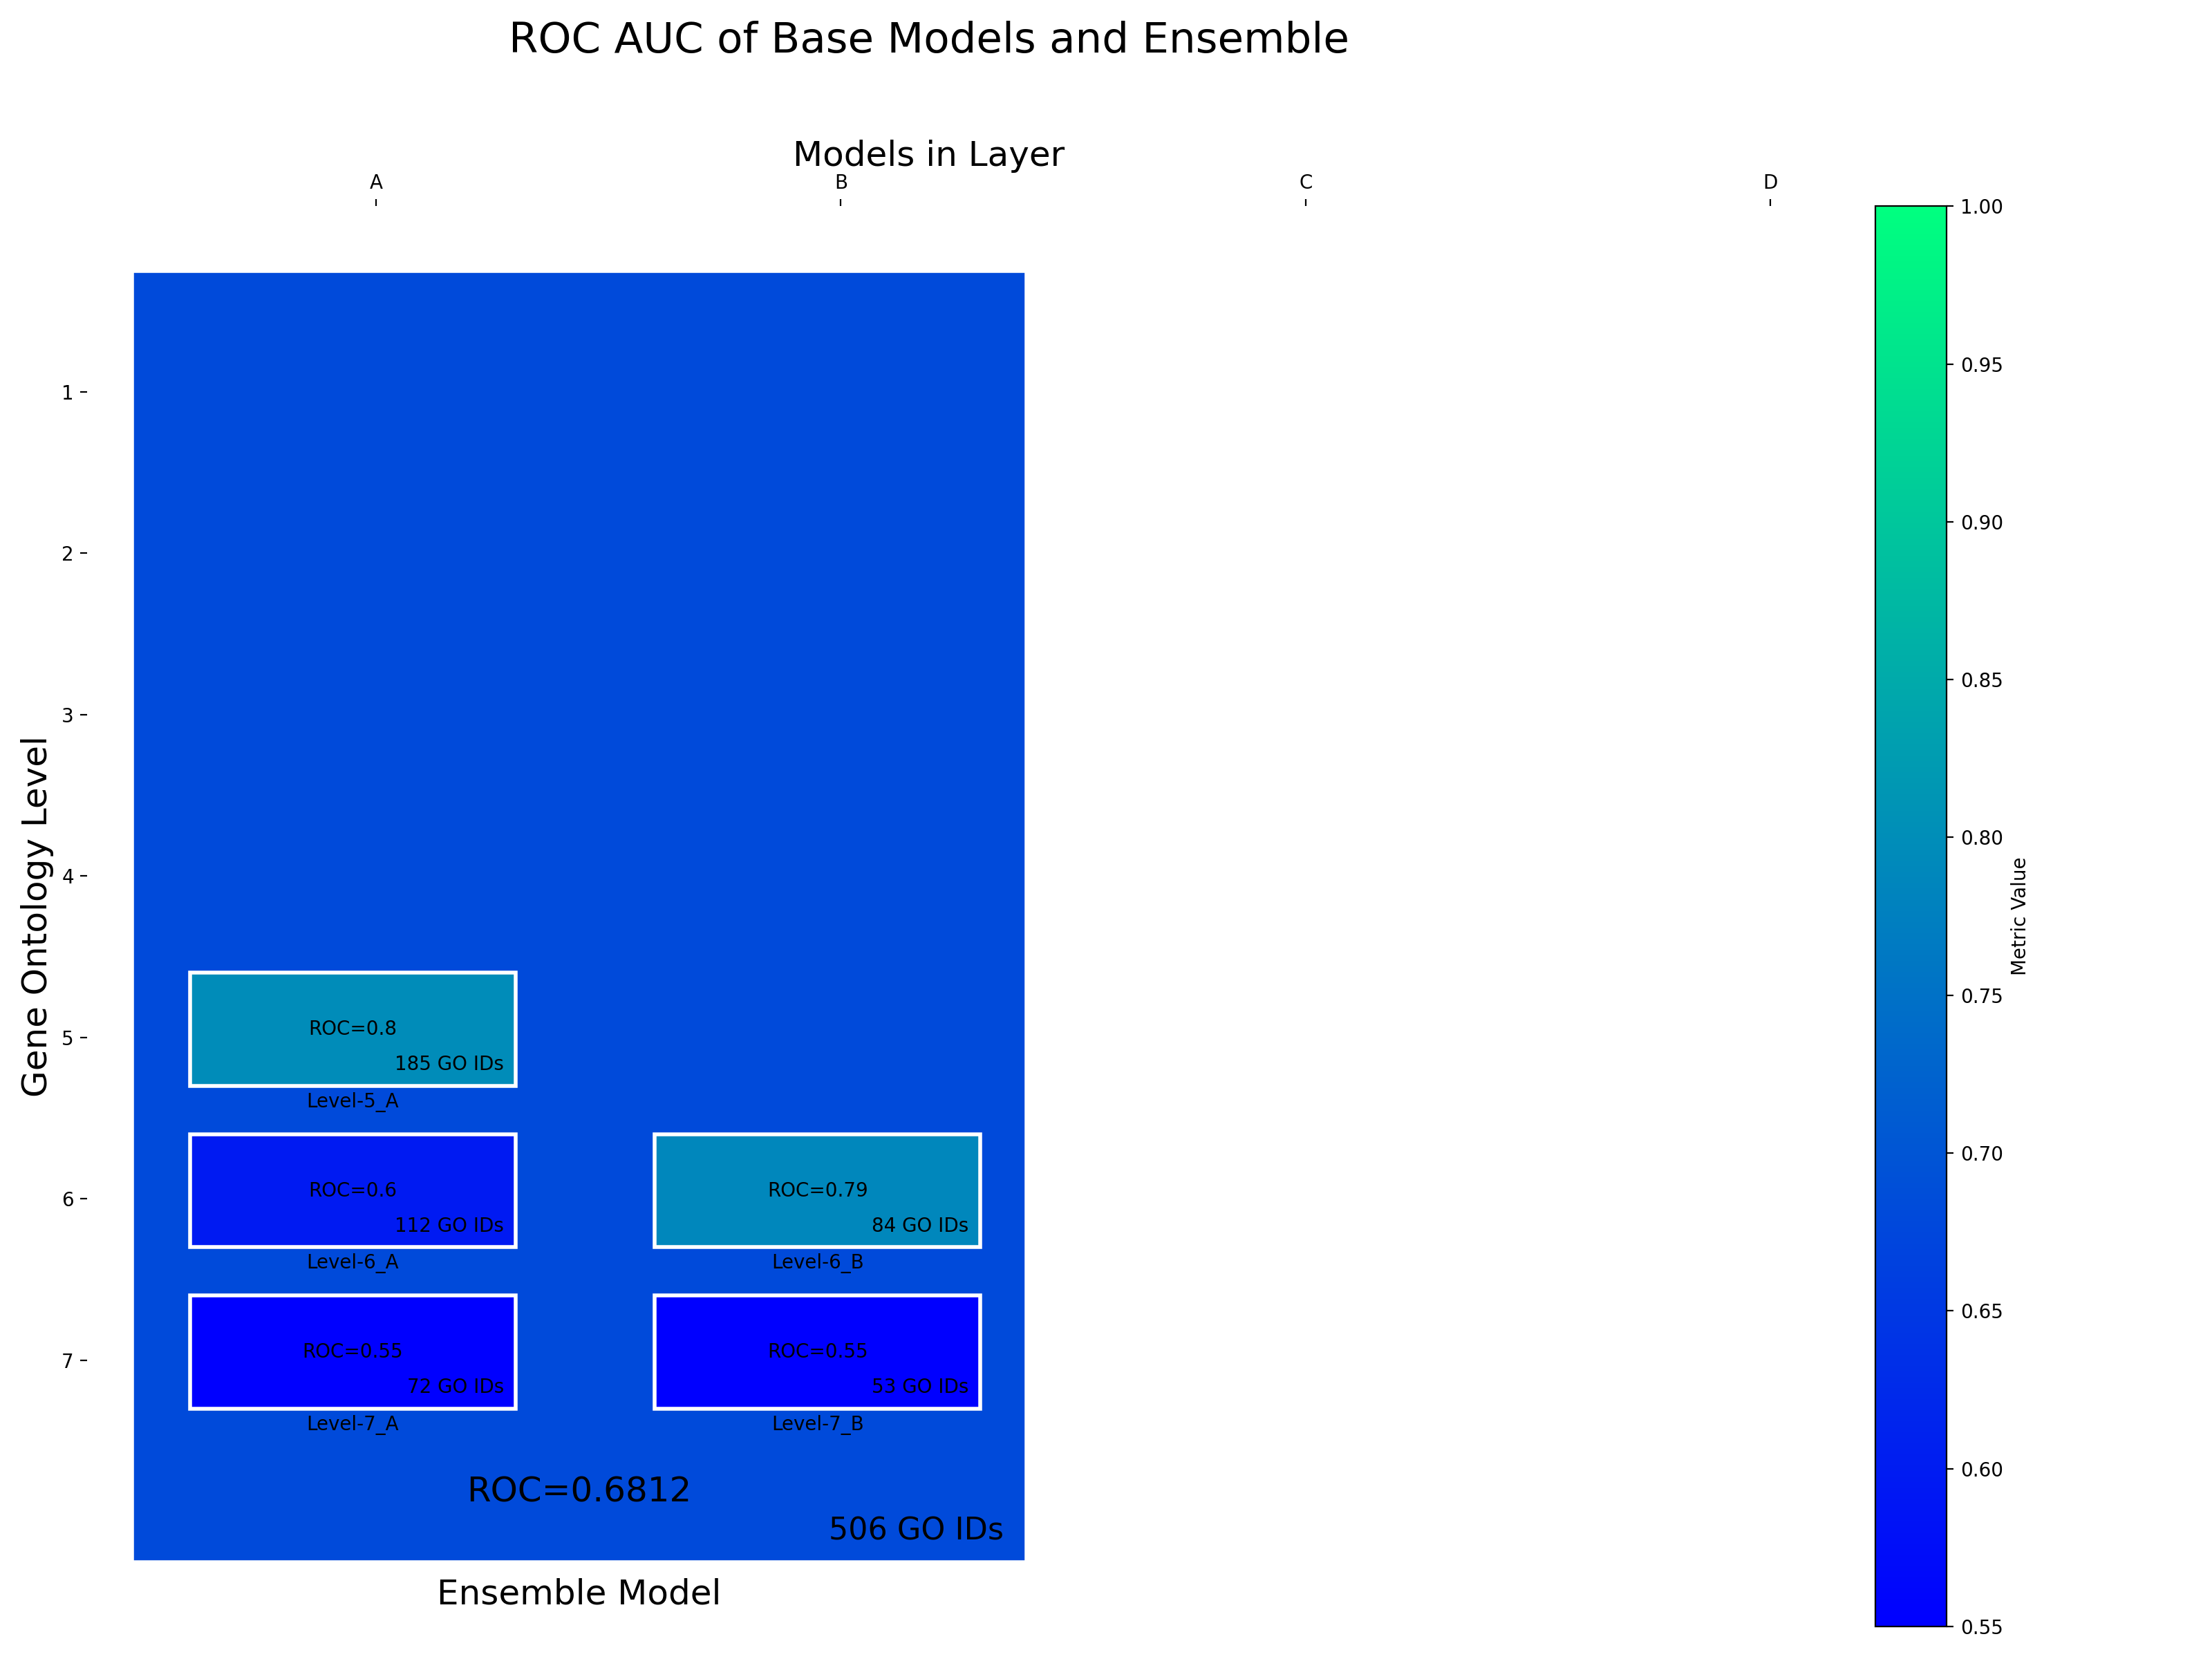 ROC AUC of Base Models and Ensemble
Models in Layer
A B C D
Gene Ontology Level
1
2
3
4
5
6
7
ROC=0.8
185 GO IDs
Level-5_A
ROC=0.6
112 GO IDs
Level-6_A
ROC=0.79
84 GO IDs
Level-6_B
ROC=0.55
72 GO IDs
Level-7_A
ROC=0.55
53 GO IDs
Level-7_B
ROC=0.6812
506 GO IDs
Ensemble Model
1.00
0.95
0.90
0.85
0.80
0.75
0.70
0.65
0.60
0.55
Metric Value